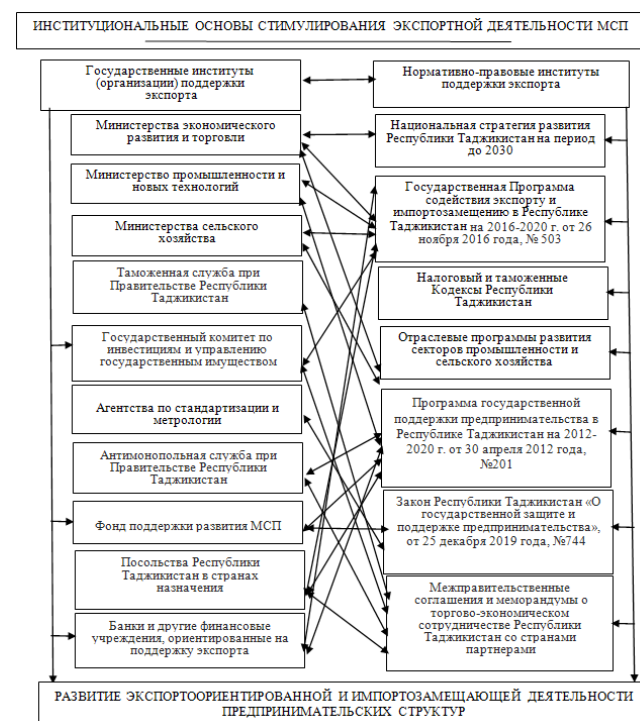 ИНСТИТУЦИОНАЛЬНЫЕ ОСНОВЫ СТИМУЛИРОВАНИЯ ЭКСПОРТНОЙ ДЕЯТЕЛЬНОСТИ МСП
Государственные институты
(организации) поддержки
экспорта
Министерства экономического
развития и торговли
Министерство промышленности и
новых технологий
Министерства сельского
хозяйства
Таможенная служба при
Правительстве Республики
Таджикистан
Государственный комитет по
инвестициям и управлению
государственным имуществом
Агентства по стандартизации и
метрологии
Антимонопольная служба при
Правительстве Республики
Таджикистан
Фонд поддержки развития МСП
Посольства Республики
Таджикистан в странах
назначения
Банки и другие финансовые
учреждения, ориентированные на
поддержку экспорта
Нормативно-правовые институты
поддержки экспорта
Национальная стратегия развития
Республики Таджикистан на период
до 2030
Государственная Программа
содействия экспорту и
импортозамещению в Республике
Таджикистан на 2016-2020 г. от 26
ноября 2016 года, № 503
Налоговый и таможенные
Кодексы Республики
Таджикистан
Отраслевые программы развития
секторов промышленности и
сельского хозяйства
Программа государственной
поддержки предпринимательства в
Республике Таджикистан на 2012-
2020 г. от 30 апреля 2012 года,
№201
Закон Республики Таджикистан «О
государственной защите и
поддержке предпринимательства»,
от 25 декабря 2019 года, №744
Межправительственные
соглашения и меморандумы о
торгово-экономическом
сотрудничестве Республики
Таджикистан со странами
партнерами
РАЗВИТИЕ ЭКСПОРТООРИЕНТИРОВАННОЙ И ИМПОРТОЗАМЕЩАЮЩЕЙ ДЕЯТЕЛЬНОСТИ
ПРЕДПРИНИМАТЕЛЬСКИХ СТРУКТУР